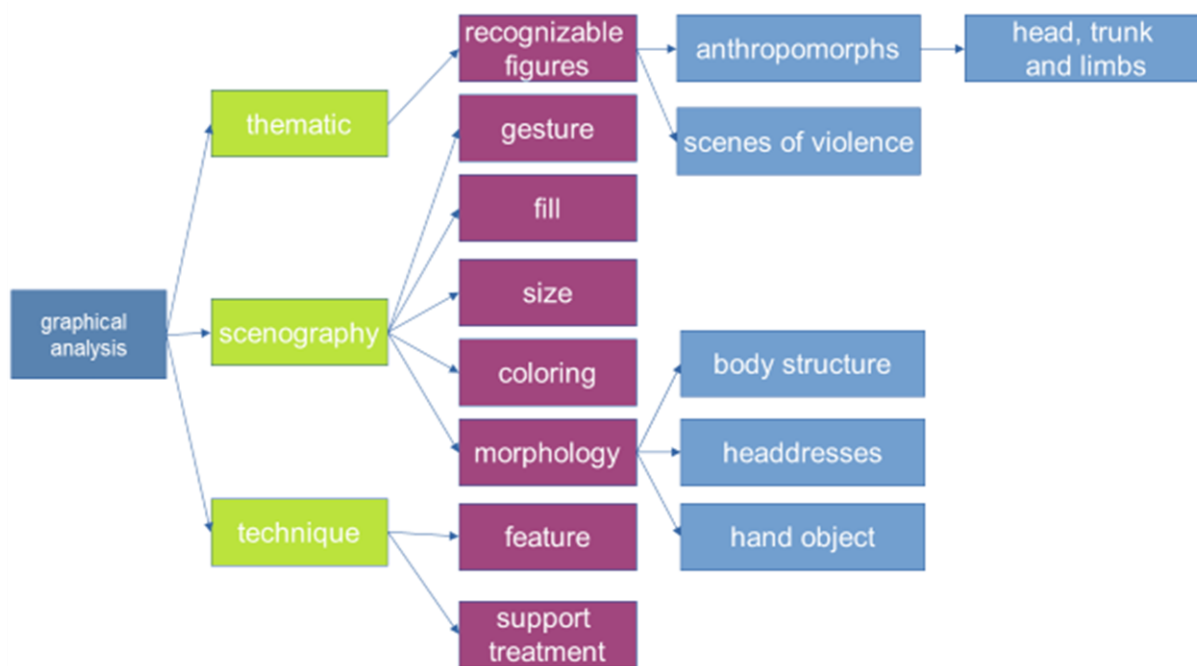 recognizable
figures
anthropomorphs
head, trunk
and limbs
thematic
gesture
scenes of violence
fill
graphical
analysis
scenography
size
coloring
body structure
morphology
headdresses
technique
feature
hand object
support
treatment